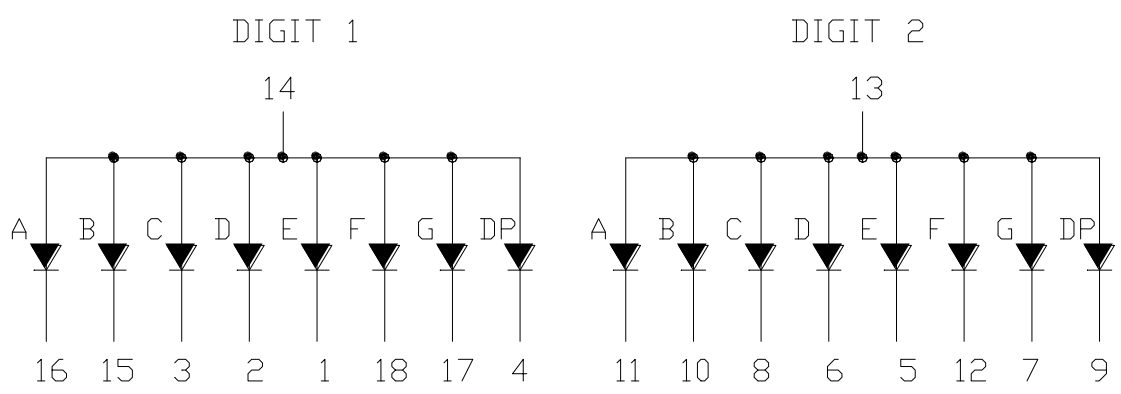 DIGIT 1 DIGIT 2
14 13
A B C D E F G DP A B C D E F G DP
16 15 3 2 1 18 17 4 11 10 8 6 5 12 7 9